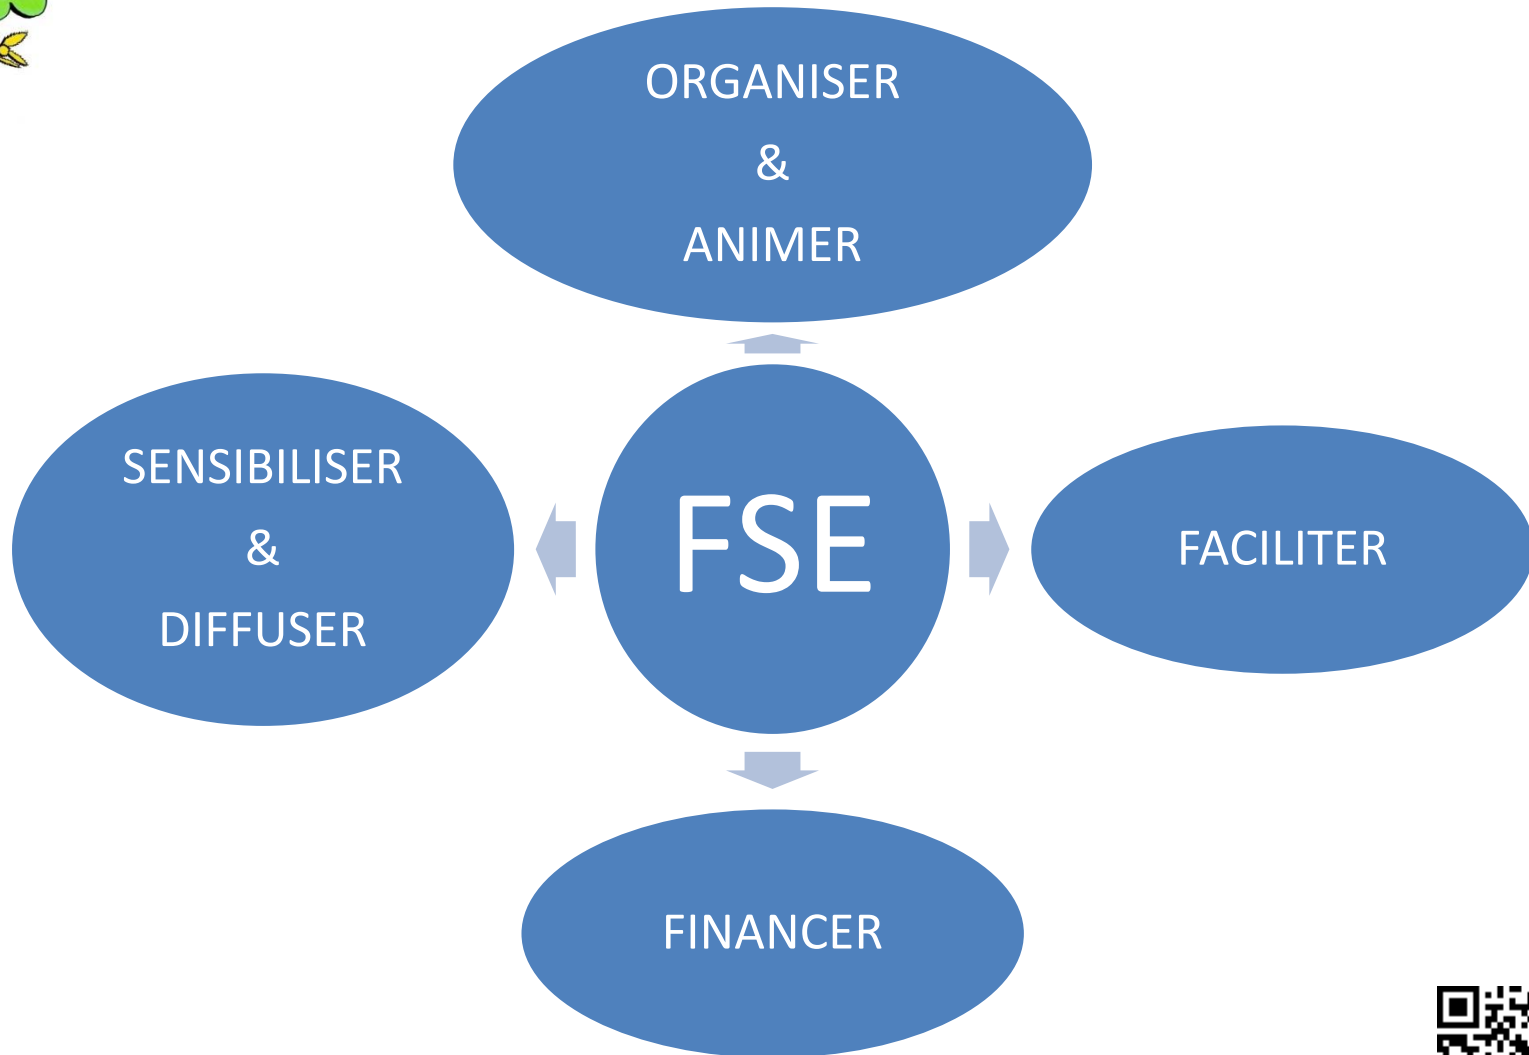 ORGANISER
&
ANIMER
SENSIBILISER
&
DIFFUSER
FSE
FACILITER
FINANCER